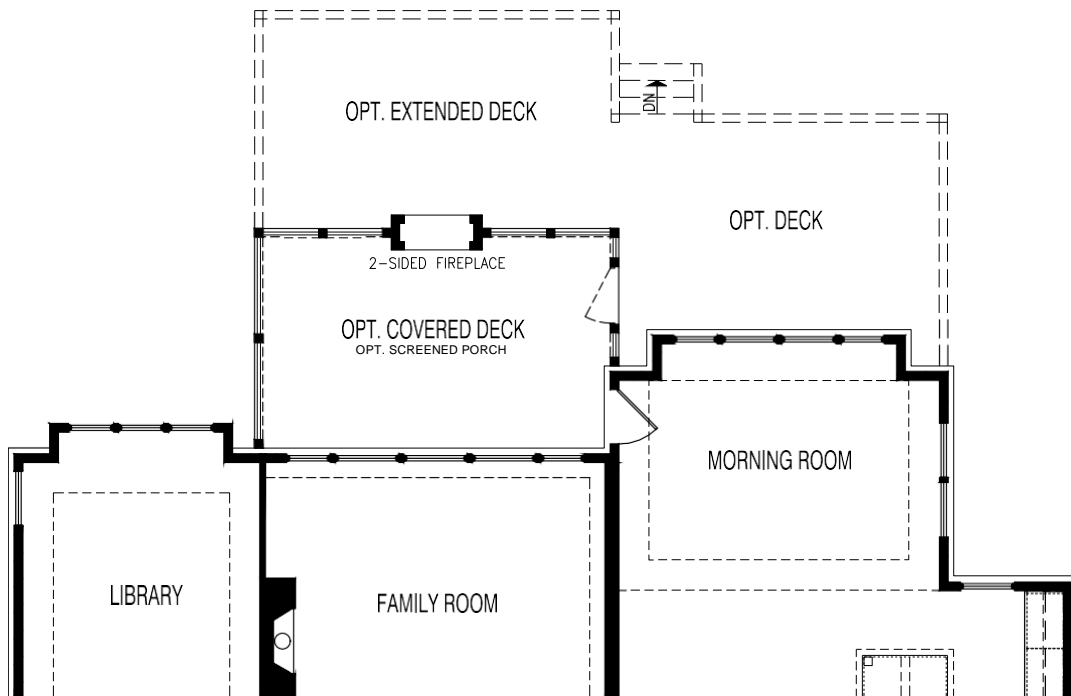 OPT. EXTENDED DECK
DN
OPT. DECK
2-SIDED FIREPLACE
OPT. COVERED DECK
OPT. SCREENED PORCH
MORNING ROOM
LIBRARY
FAMILY ROOM